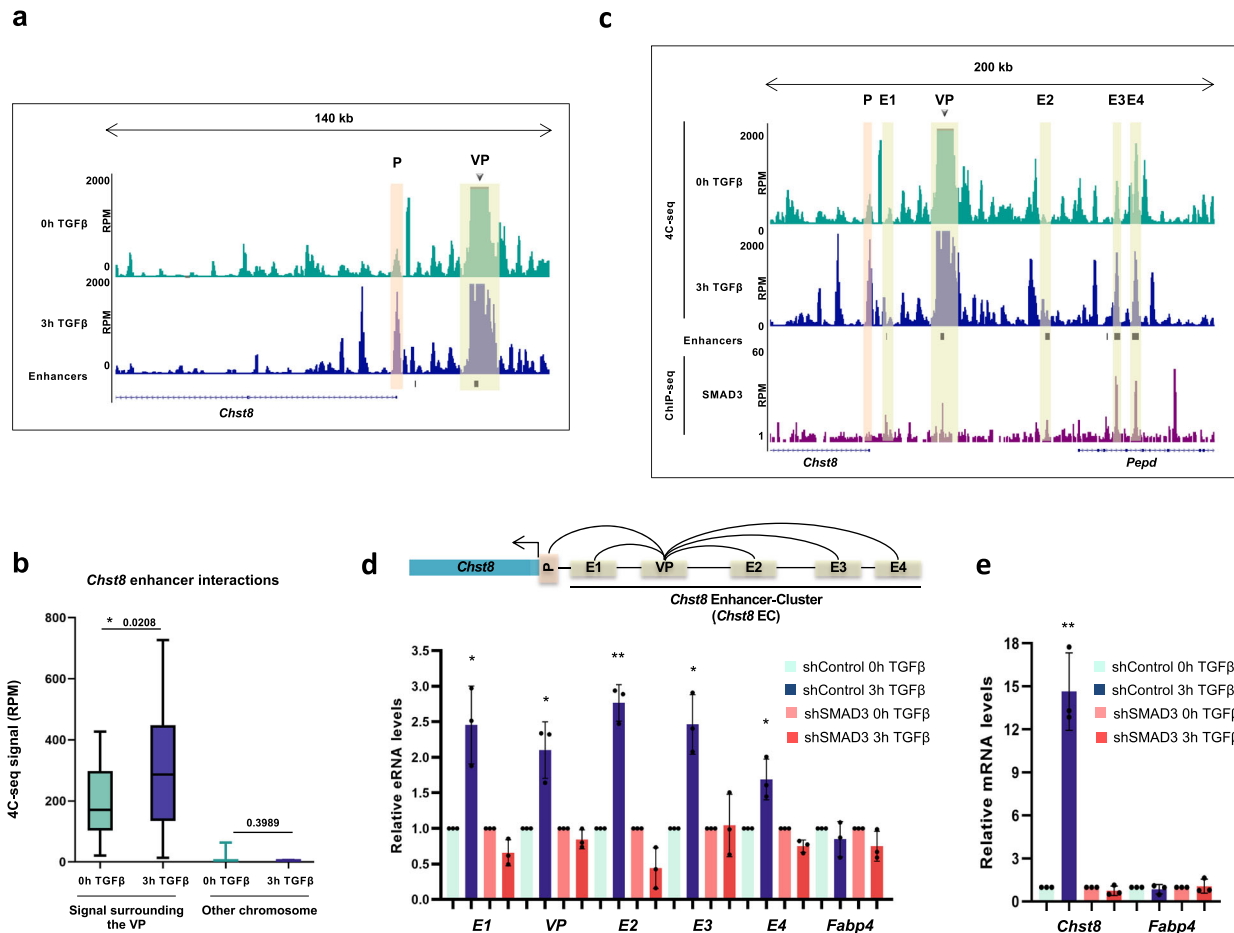 a
140 kb
P
VP
2000
RPM
0h TGFβ
0
2000
RPM
3h TGFβ
0
Enhancers
Chst8
c
200 kb
P E1 VP E2 E3 E4
2000
RPM
0h TGFβ
0
4C-seq
2000
RPM
3h TGFβ
0
Enhancers
60
RPM
SMAD3
ChIP-seq
1
Chst8 Pepd
b
Chst8 enhancer interactions
800
600
400
200
0
4C-seq signal (RPM)
* 0.0208
0.3989
0h TGFβ 3h TGFβ 0h TGFβ 3h TGFβ
Signal surrounding
the VP
Other chromosome
d
Chst8 P E1 VP E2 E3 E4
Chst8 Enhancer-Cluster
(Chst8 EC)
Relative eRNA levels
3.5
3.0
2.5
2.0
1.5
1.0
0.5
0.0
* * ** * *
shControl 0h TGFβ
shControl 3h TGFβ
shSMAD3 0h TGFβ
shSMAD3 3h TGFβ
E1 VP E2 E3 E4 Fabp4
e
Relative mRNA levels
18
15
12
9
6
3
0
**
shControl 0h TGFβ
shControl 3h TGFβ
shSMAD3 0h TGFβ
shSMAD3 3h TGFβ
Chst8 Fabp4